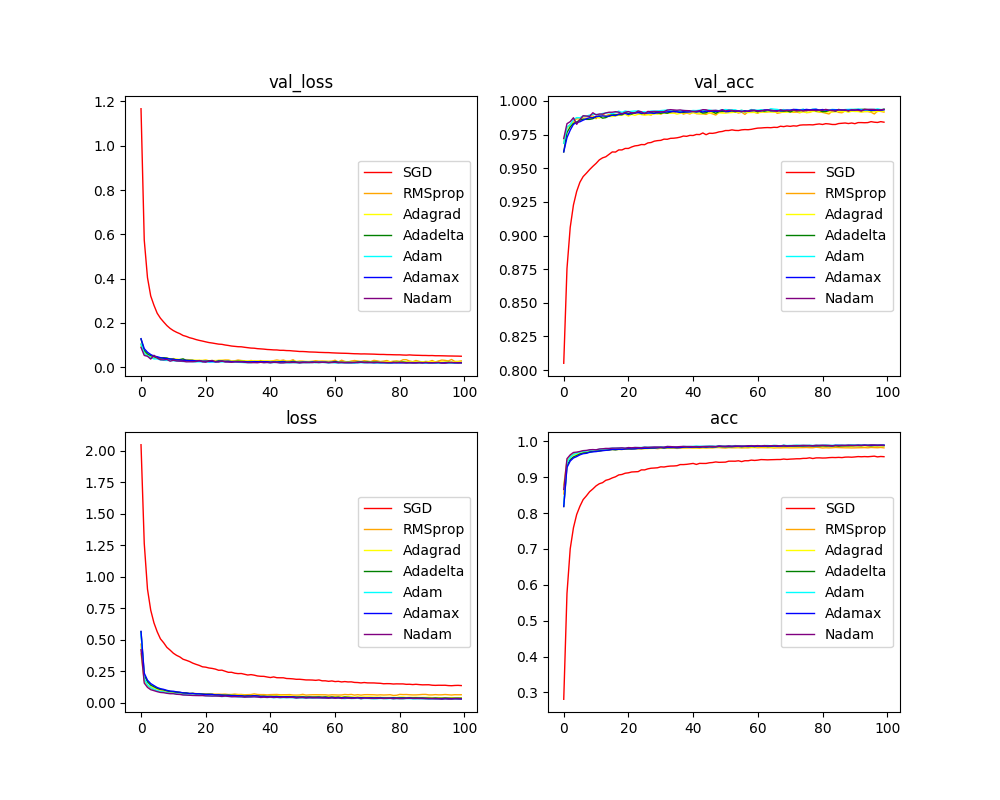 val_loss
1.2
1.0
0.8
0.6
0.4
0.2
0.0
0 20 40 60 80 100
SGD
RMSprop
Adagrad
Adadelta
Adam
Adamax
Nadam
val_acc
1.000
0.975
0.950
0.925
0.900
0.875
0.850
0.825
0.800
0 20 40 60 80 100
SGD
RMSprop
Adagrad
Adadelta
Adam
Adamax
Nadam
loss
2.00
1.75
1.50
1.25
1.00
0.75
0.50
0.25
0.00
0 20 40 60 80 100
SGD
RMSprop
Adagrad
Adadelta
Adam
Adamax
Nadam
acc
1.0
0.9
0.8
0.7
0.6
0.5
0.4
0.3
0 20 40 60 80 100
SGD
RMSprop
Adagrad
Adadelta
Adam
Adamax
Nadam